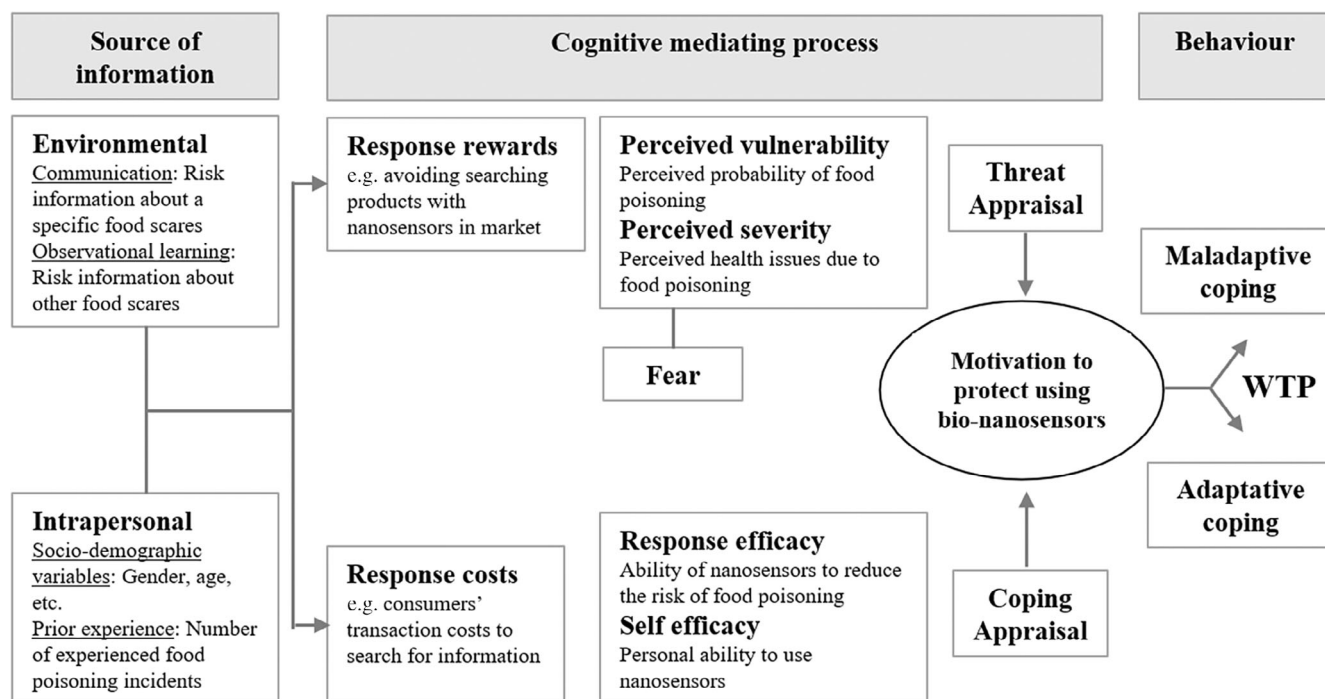 Source of
information
Cognitive mediating process
Behaviour
Environmental
Communication: Risk
information about a
specific food scares
Observational learning:
Risk information about
other food scares
Response rewards
e.g. avoiding searching
products with
nanosensors in market
Perceived vulnerability
Perceived probability of food
poisoning
Perceived severity
Perceived health issues due to
food poisoning
Fear
Threat
Appraisal
Maladaptive
coping
Motivation to
protect using
bio-nanosensors
WTP
Intrapersonal
Socio-demographic
variables: Gender, age,
etc.
Prior experience: Number
of experienced food
poisoning incidents
Response costs
e.g. consumers’
transaction costs to
search for information
Response efficacy
Ability of nanosensors to reduce
the risk of food poisoning
Self efficacy
Personal ability to use
nanosensors
Coping
Appraisal
Adaptative
coping